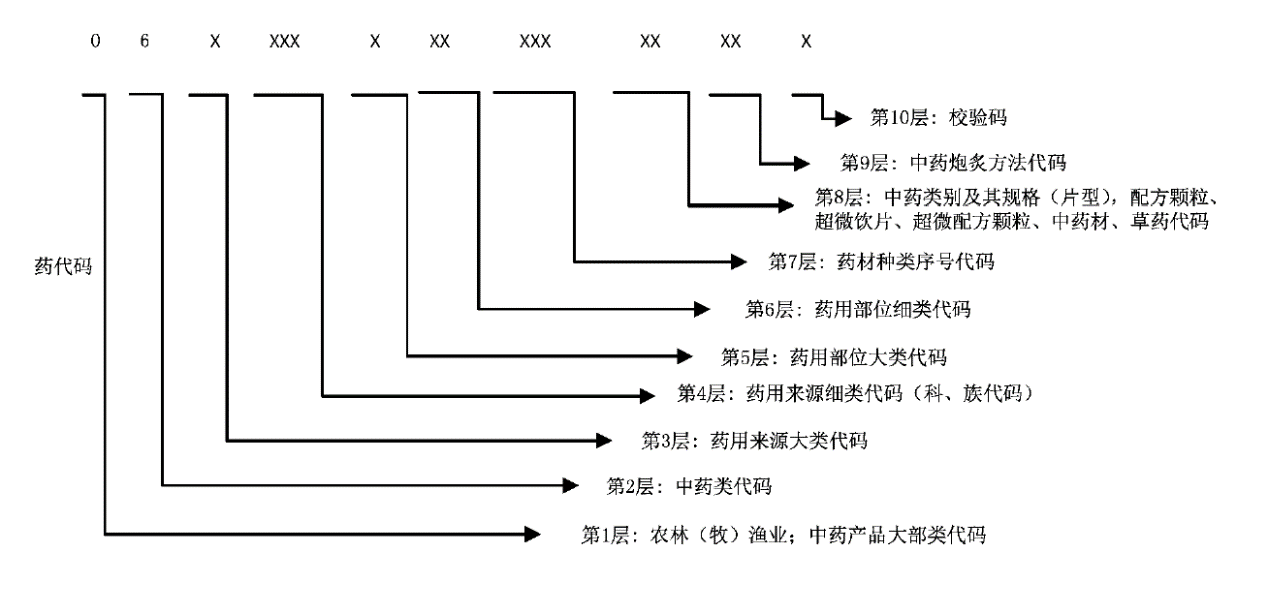 0 6 X XXX X XX XXX XX XX X
第10层：校验码
第9层：中药炮炙方法代码
第8层：中药类别及其规格（片型），配方颗粒、
超微饮片、超微配方颗粒、中药材、草药代码
药代码
第7层：药材种类序号代码
第6层：药用部位细类代码
第5层：药用部位大类代码
第4层：药用来源细类代码（科、族代码）
第3层：药用来源大类代码
第2层：中药类代码
第1层：农林（牧）渔业；中药产品大部类代码